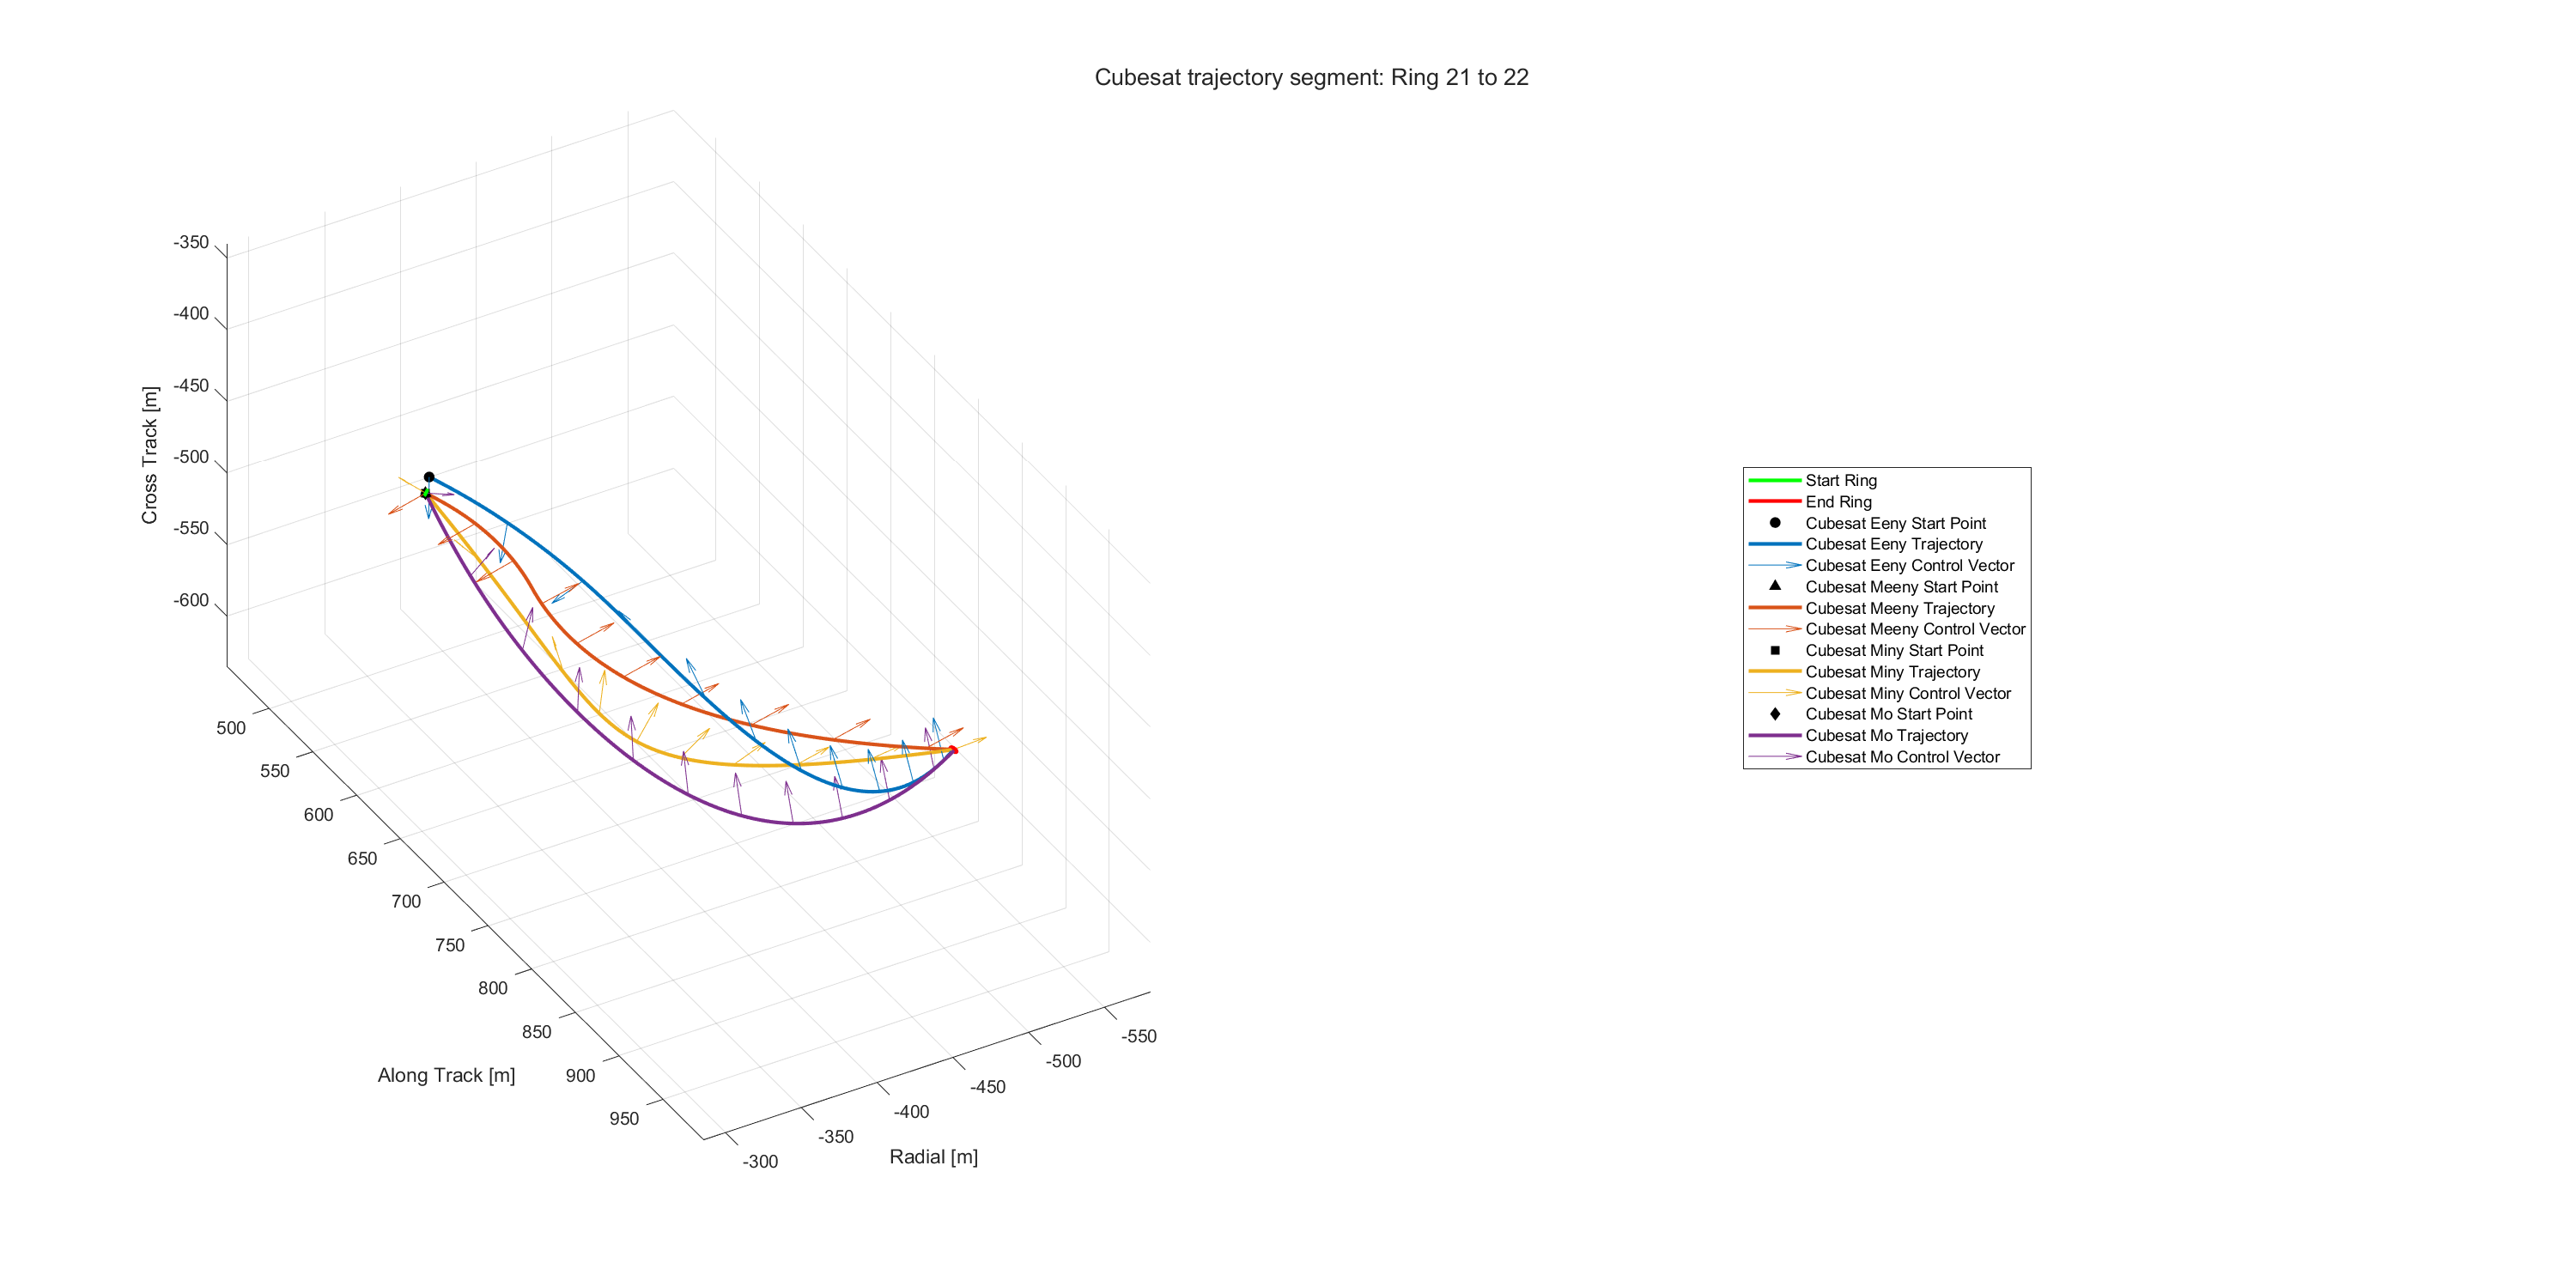 Cubesat trajectory segment: Ring 21 to 22
Cross Track [m]
-350
-400
-450
-500
-550
-600
500
550
600
650
700
750
800
850
900
950
Along Track [m]
-300
-350
-400
-450
-500
-550
Radial [m]
Start Ring
End Ring
Cubesat Eeny Start Point
Cubesat Eeny Trajectory
Cubesat Eeny Control Vector
Cubesat Meeny Start Point
Cubesat Meeny Trajectory
Cubesat Meeny Control Vector
Cubesat Miny Start Point
Cubesat Miny Trajectory
Cubesat Miny Control Vector
Cubesat Mo Start Point
Cubesat Mo Trajectory
Cubesat Mo Control Vector